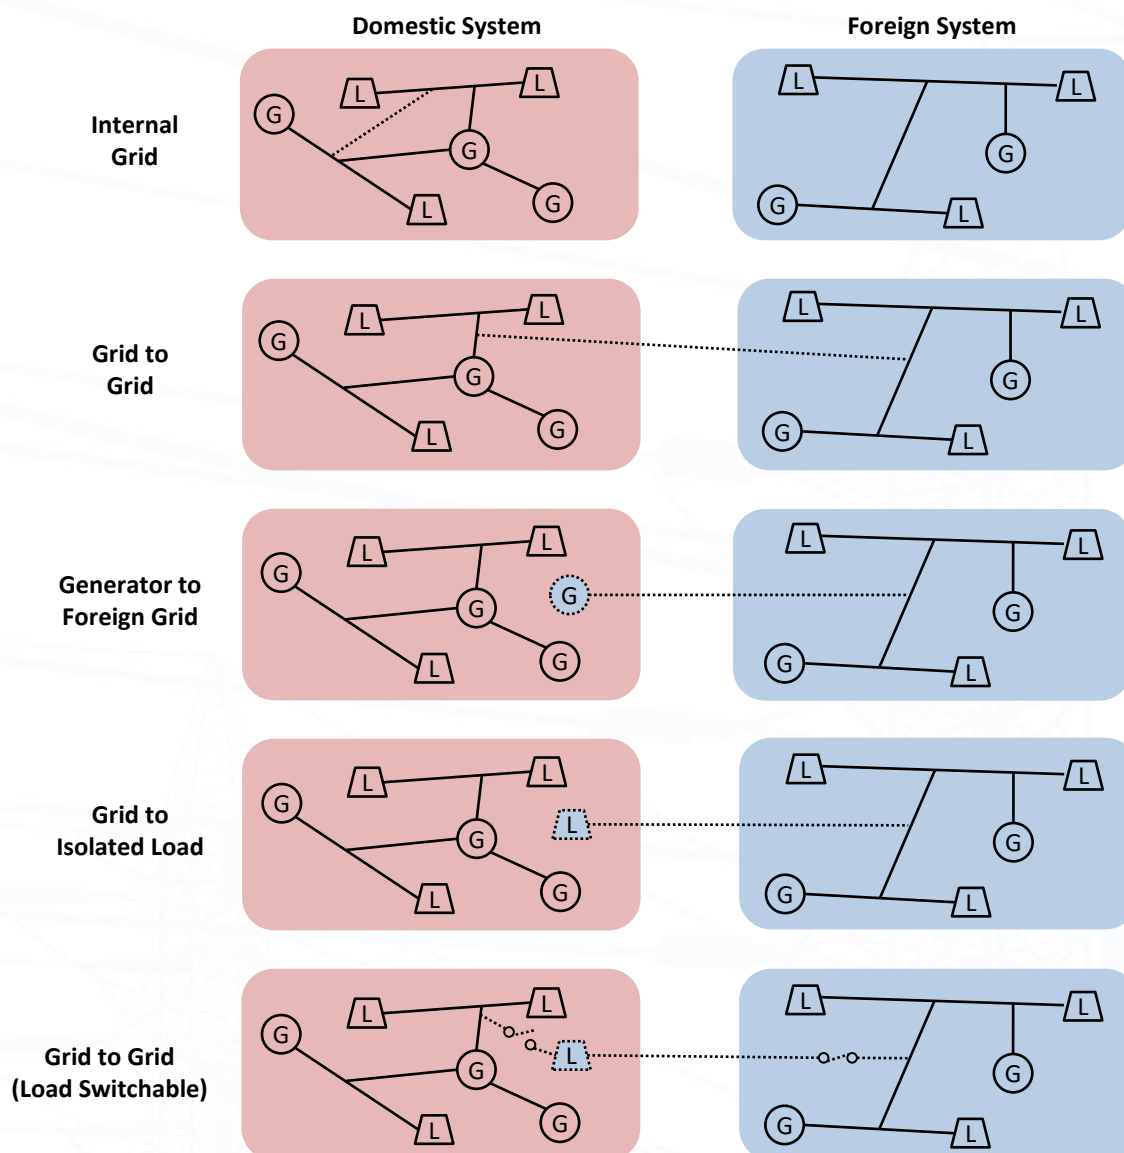 Domestic System
Foreign System
Internal
Grid
L
L
G
G
L
G
L
L
G
G
L
Grid to
Grid
L
L
G
G
L
G
L
L
G
G
L
Generator to
Foreign Grid
L
L
G
G
G
L
G
L
L
G
G
L
Grid to
Isolated Load
L
L
G
L
G
L
G
L
L
G
G
L
Grid to Grid
(Load Switchable)
L
L
G
L
G
L
G
L
L
G
G
L